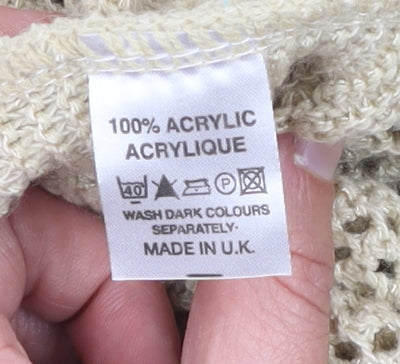 100% ACRYLIC
ACRYLIQUE
40 P
WASH DARK COLOURS
SEPARATELY·
MADE IN U.K.